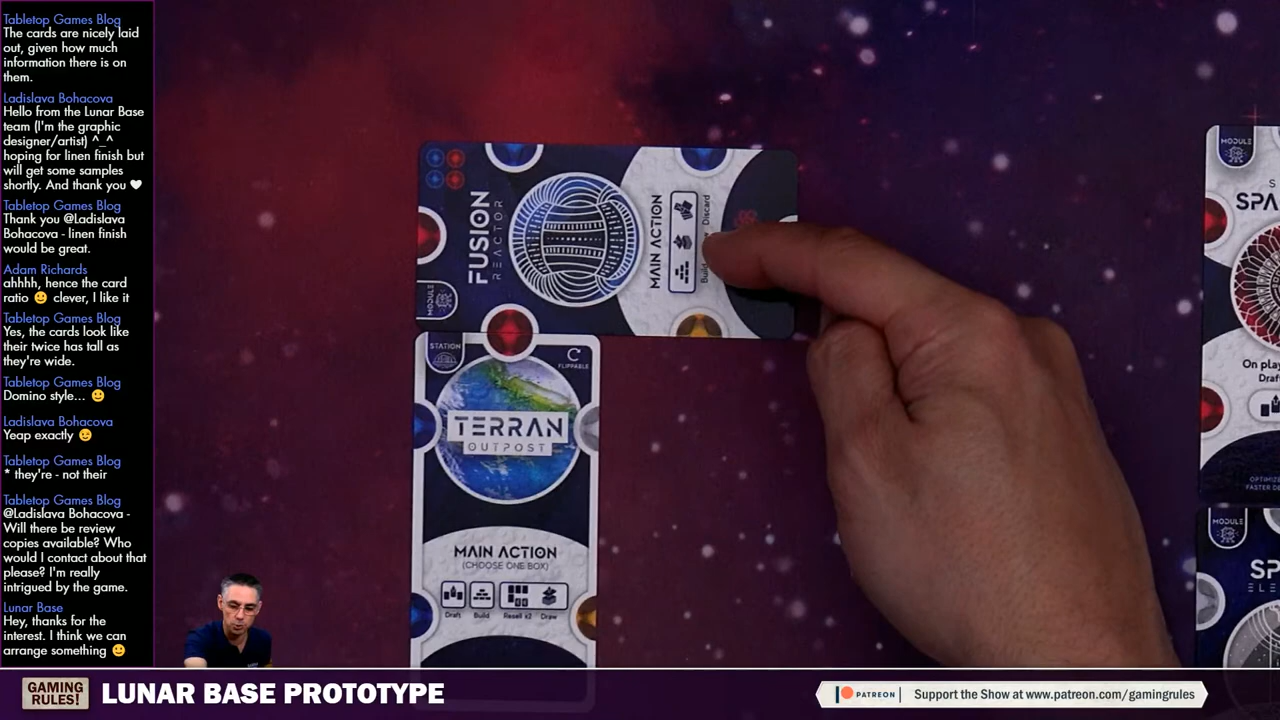 Tabletop Games Blog
The cards are nicely laid
out, given how much
information there is on
them.
Ladislava Bohacova
Hello from the Lunar Base
team (I'm the graphic
designer/artist) ^_^
hoping for linen finish but
will get some samples
shortly. And thank you 🤍
Tabletop Games Blog
Thank you @Ladislava
Bohacova - linen finish
would be great.
Adam Richards
ahhhh, hence the card
ratio 🙂 clever, I like it
Tabletop Games Blog
Yes, the cards look like
their twice has tall as
they're wide.
Tabletop Games Blog
Domino style... 🙂
Ladislava Bohacova
Yeap exactly 😉
Tabletop Games Blog
* they're - not their
Tabletop Games Blog
@Ladislava Bohacova -
Will there be review
copies available? Who
would I contact about that
please? I'm really
intrigued by the game.
Lunar Base
Hey, thanks for the
interest. I think we can
arrange something 🙂
MODULE
FUSION
REACTOR
MAIN ACTION
Build
Discard
STATION
FLIPPABLE
TERRAN
OUTPOST
MAIN ACTION
(CHOOSE ONE BOX)
Draft Build Resell x2 Draw
MODULE
SPA
On play
Draf
OPTIMIZE
FASTER DE
MODULE
SP
ELE
GAMING
RULES!
LUNAR BASE PROTOTYPE
PATREON
Support the Show at www.patreon.com/gamingrules